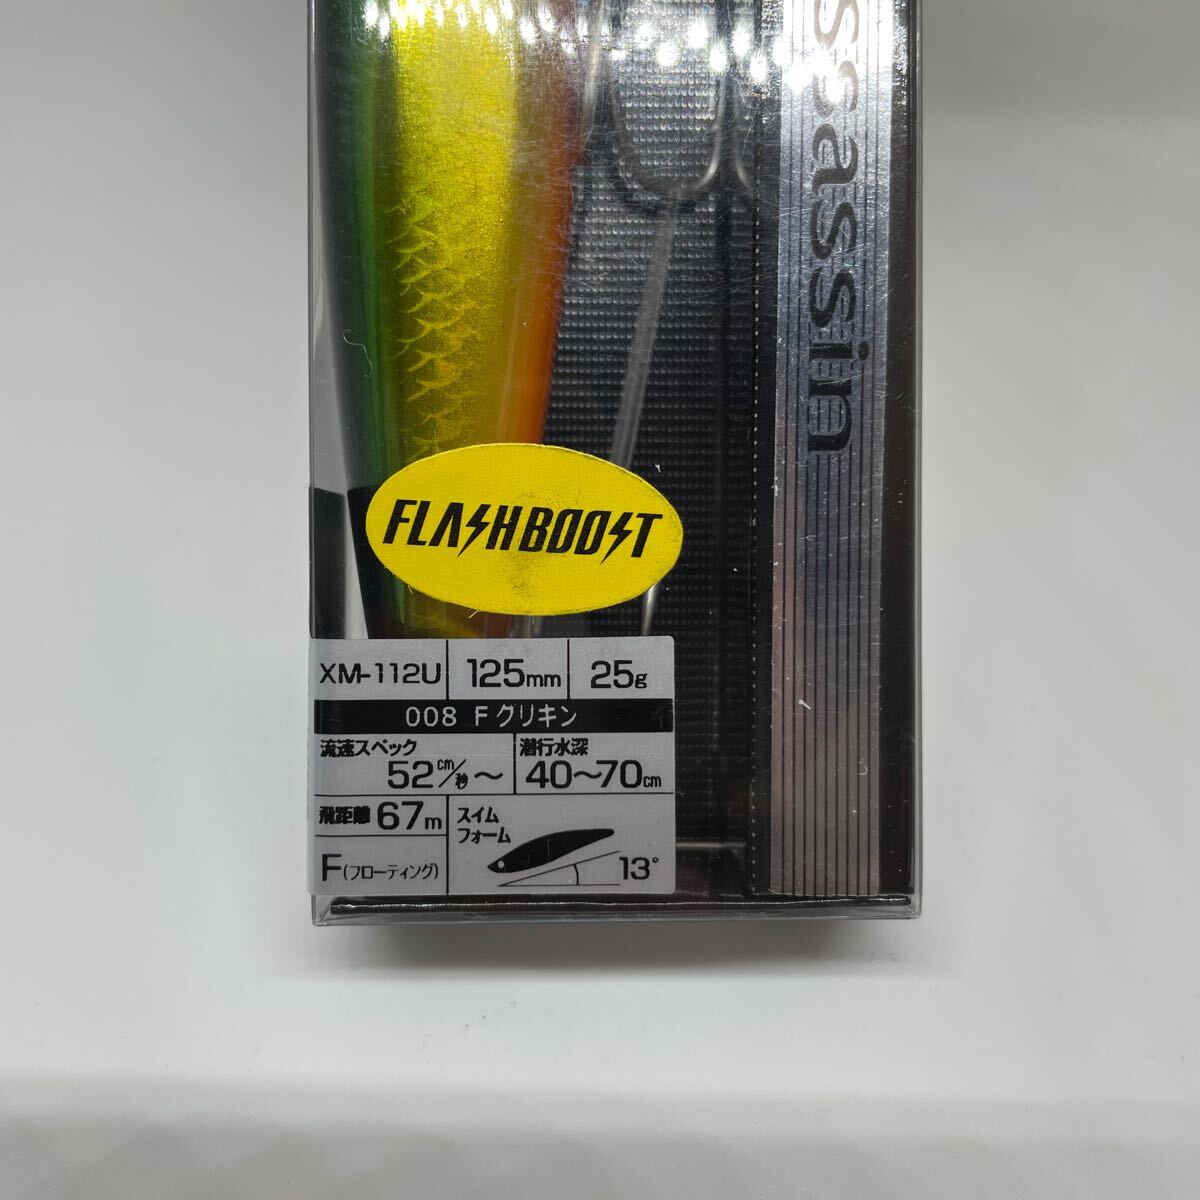 ssassin
FLASHBOOST
XM-112U 125mm 25g
008 F グリキン
流速スペック 52cm/秒～
潜行水深 40～70cm
飛距離 67m
F(フローティング)
スイム
フォーム
13°